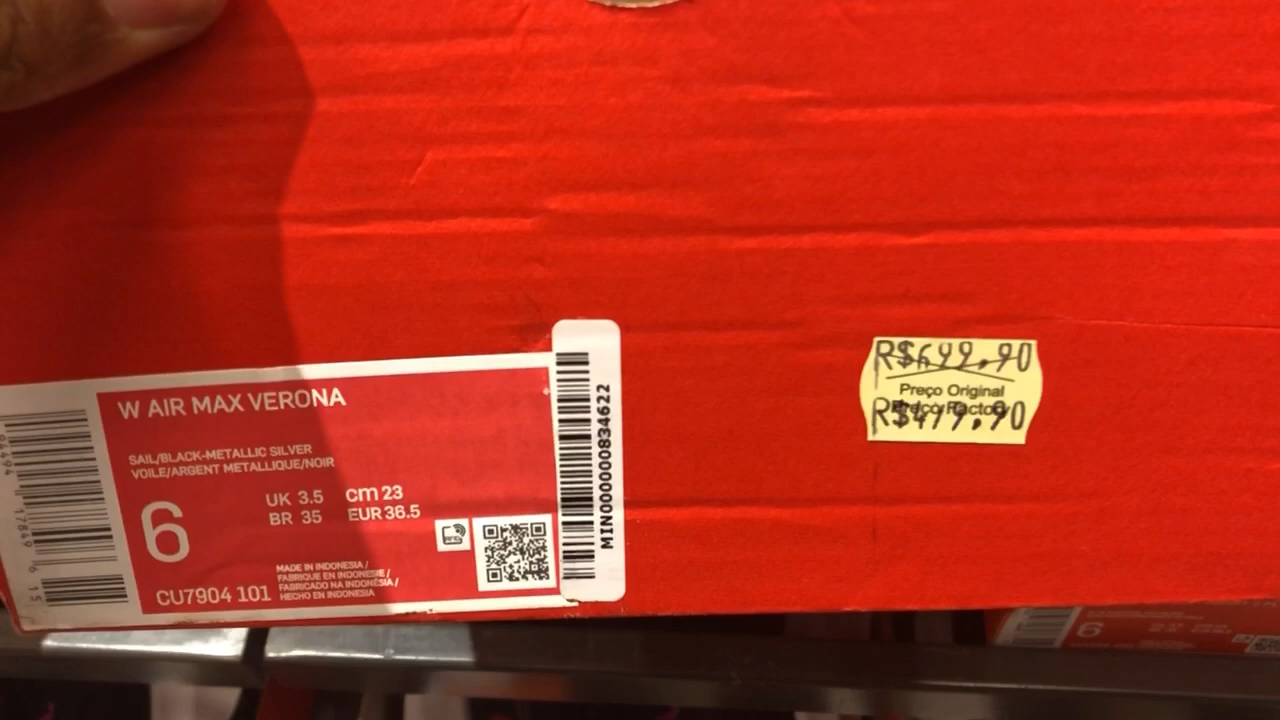 W AIR MAX VERONA
SAIL/BLACK-METALLIC SILVER
VOILE/ARGENT METALLIQUE/NOIR
6
UK 3.5 cm 23
BR 35 EUR 36.5
MADE IN INDONESIA /
FABRIQUE EN INDONESIE /
FABRICADO NA INDONÉSIA /
HECHO EN INDONESIA
CU7904 101
MIN00000834622
R$699,90
Preço Original
Preço Factory
R$479,90
6